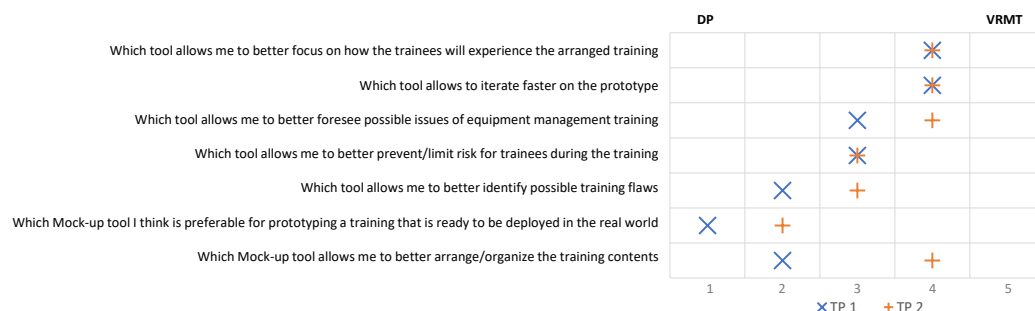 DP VRMT
Which tool allows me to better focus on how the trainees will experience the arranged training
Which tool allows to iterate faster on the prototype
Which tool allows me to better foresee possible issues of equipment management training
Which tool allows me to better prevent/limit risk for trainees during the training
Which tool allows me to better identify possible training flaws
Which Mock-up tool I think is preferable for prototyping a training that is ready to be deployed in the real world
Which Mock-up tool allows me to better arrange/organize the training contents
1 2 3 4 5
TP 1 TP 2